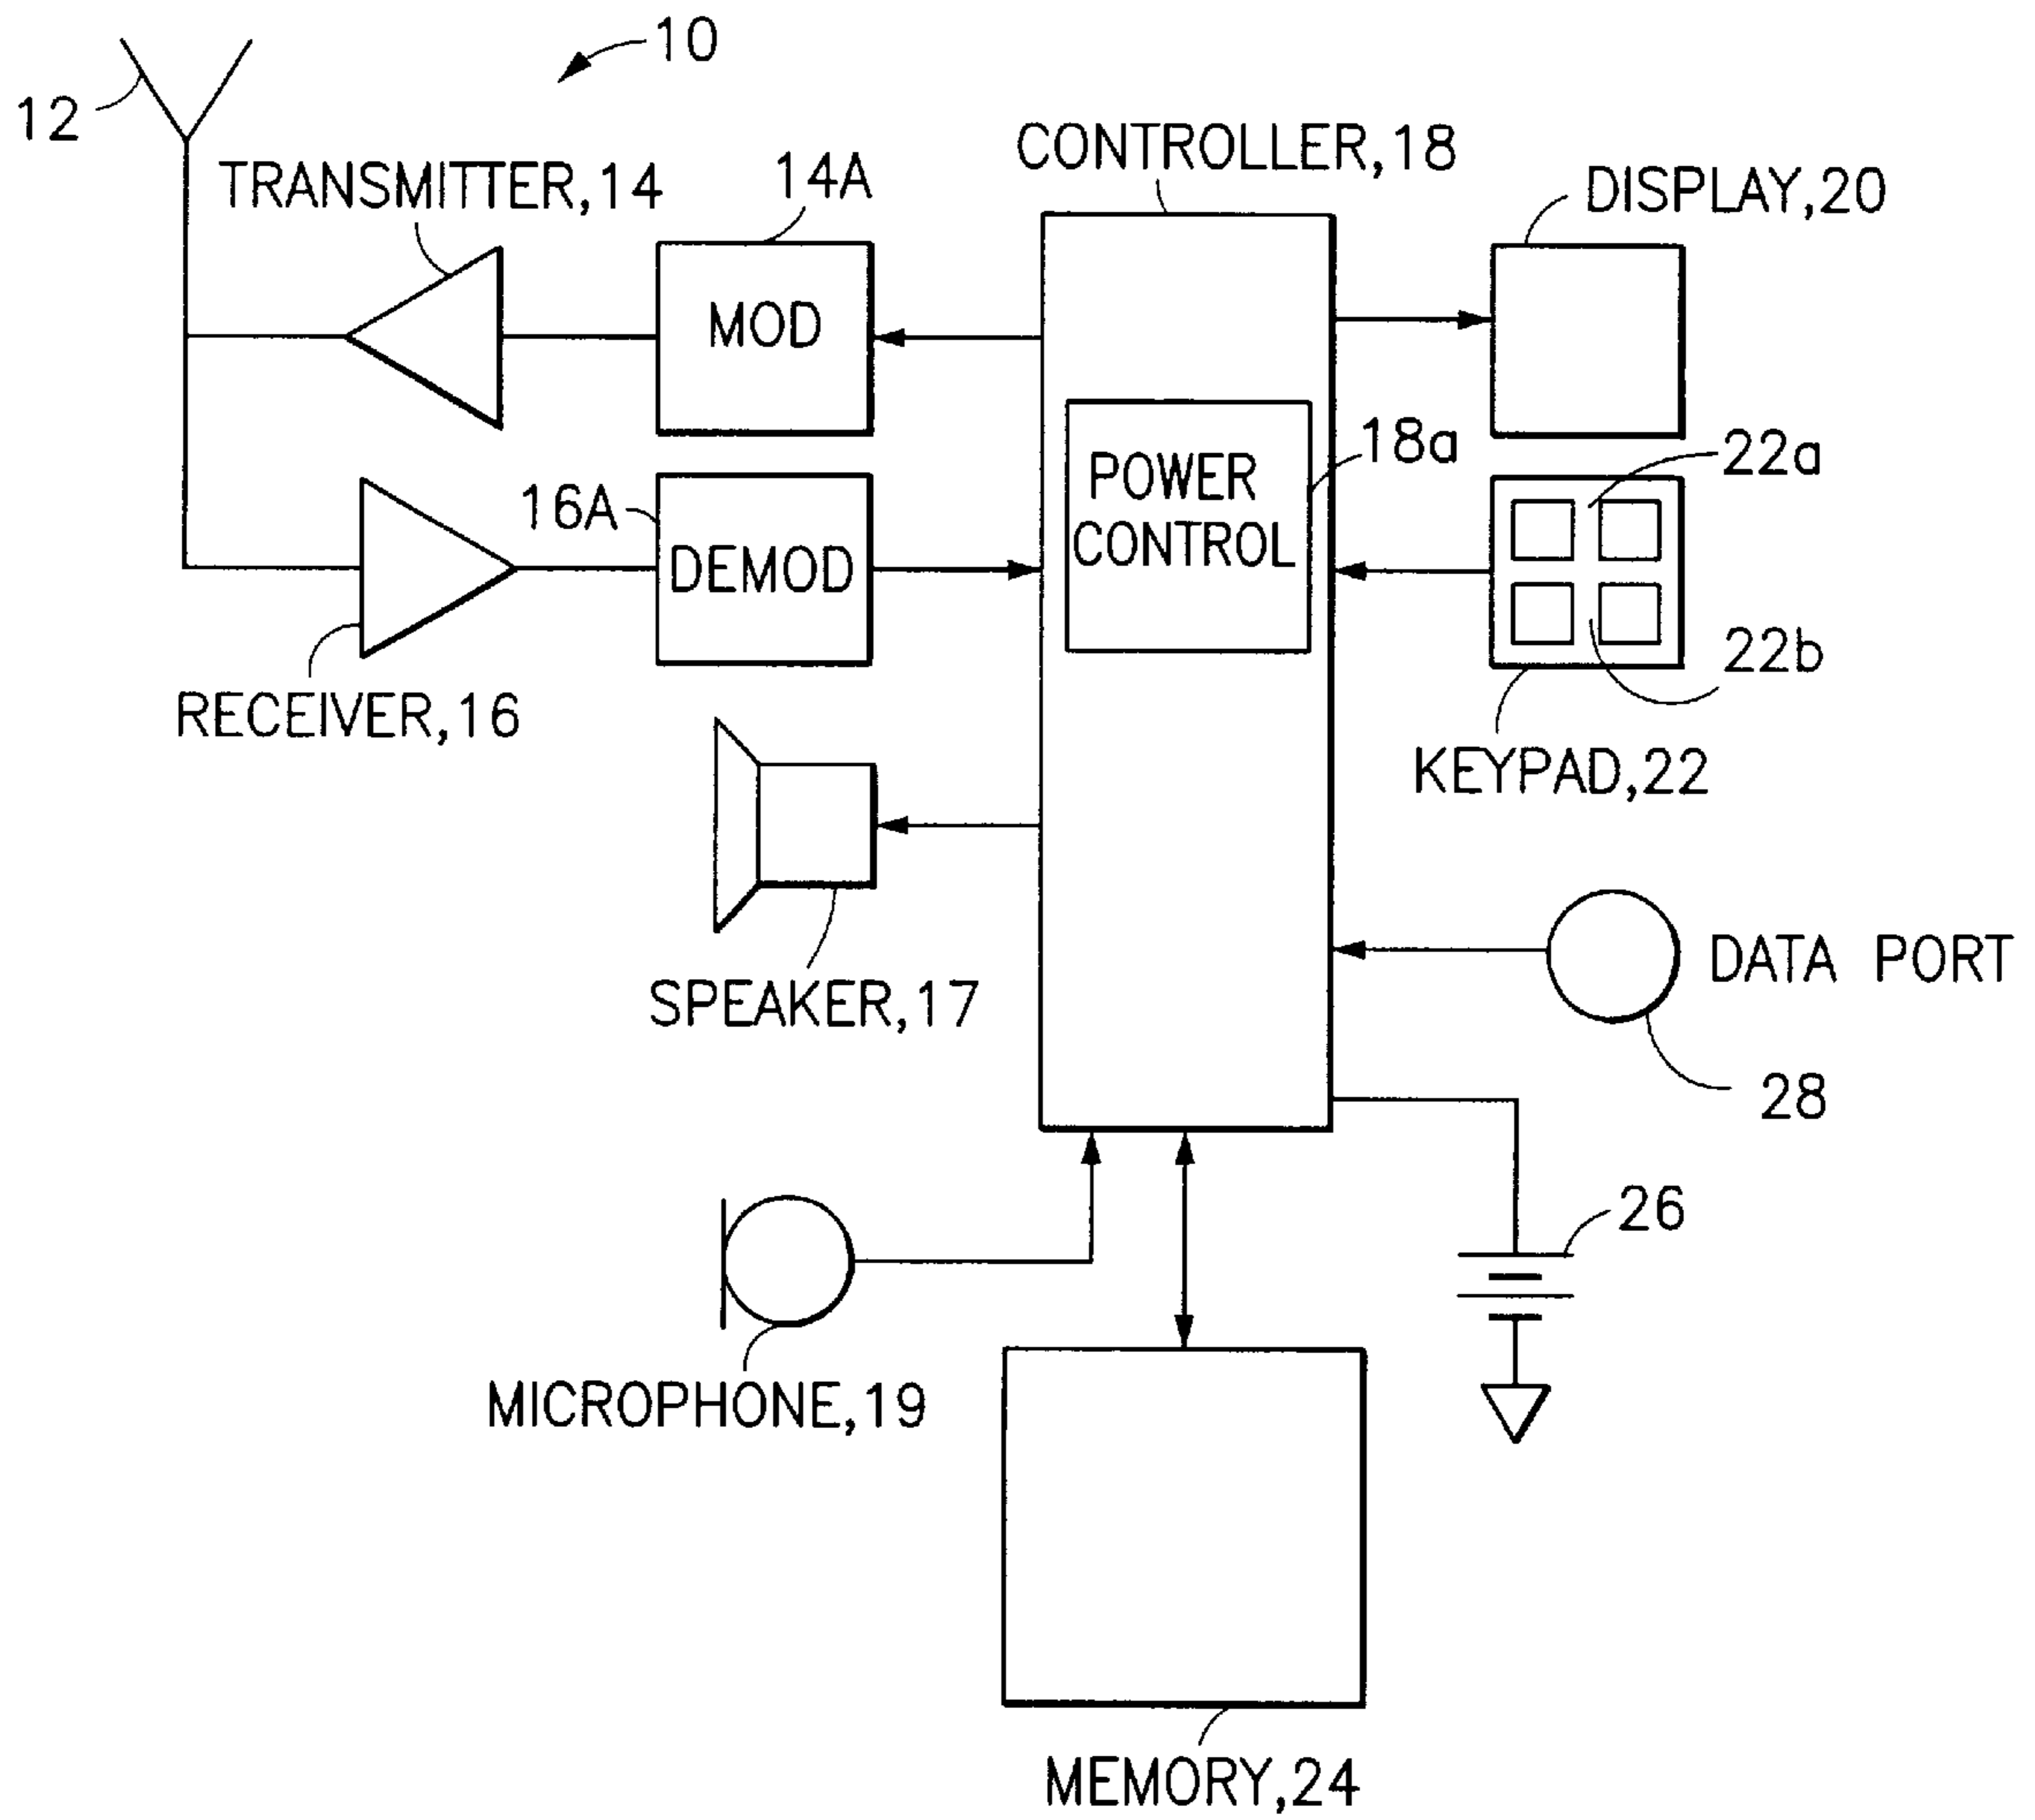 10
12
CONTROLLER,18
TRANSMITTER,14
14A
DISPLAY,20
MOD
18a
22a
POWER
CONTROL
16A
DEMOD
22b
RECEIVER,16
KEYPAD,22
DATA PORT
SPEAKER,17
28
26
MICROPHONE,19
MEMORY,24